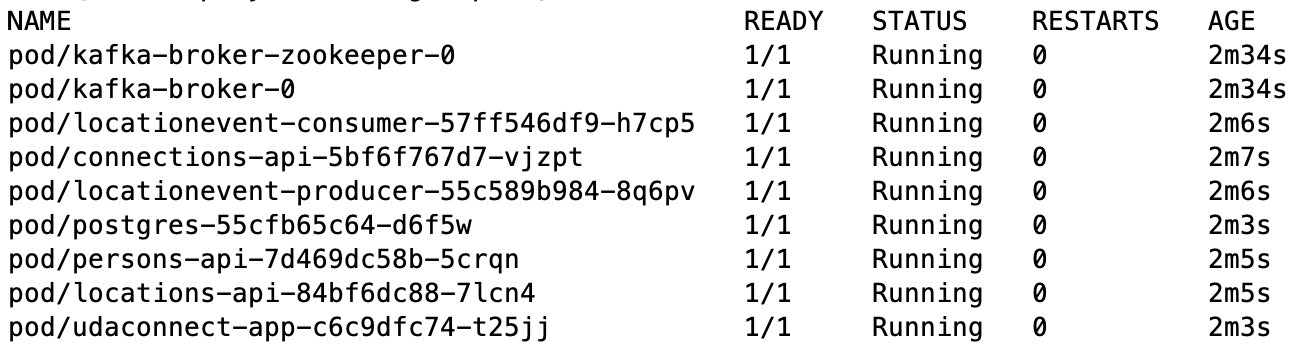 NAME READY STATUS RESTARTS AGE
pod/kafka-broker-zookeeper-0 1/1 Running 0 2m34s
pod/kafka-broker-0 1/1 Running 0 2m34s
pod/locationevent-consumer-57ff546df9-h7cp5 1/1 Running 0 2m6s
pod/connections-api-5bf6f767d7-vjzpt 1/1 Running 0 2m7s
pod/locationevent-producer-55c589b984-8q6pv 1/1 Running 0 2m6s
pod/postgres-55cfb65c64-d6f5w 1/1 Running 0 2m3s
pod/persons-api-7d469dc58b-5crqn 1/1 Running 0 2m5s
pod/locations-api-84bf6dc88-7lcn4 1/1 Running 0 2m5s
pod/udaconnect-app-c6c9dfc74-t25jj 1/1 Running 0 2m3s